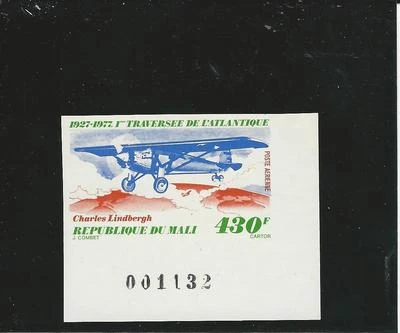 1927-1977. 1re TRAVERSEE DE L'ATLANTIQUE
POSTE AERIENNE
Charles Lindbergh
REPUBLIQUE DU MALI 430F
J. COMBET CARTOR
001132